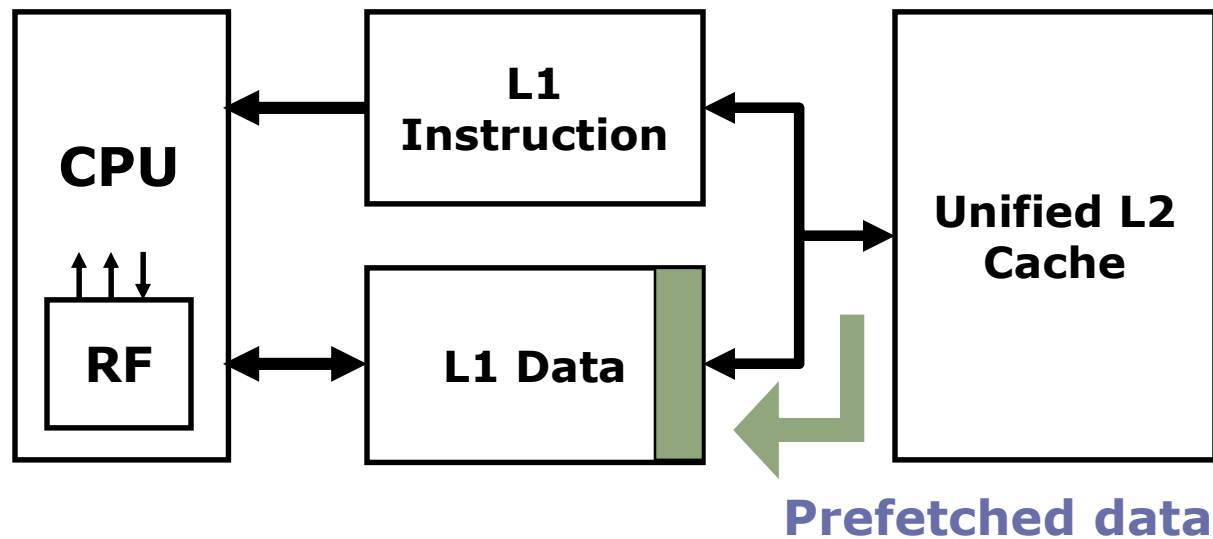 L1
Instruction
CPU
Unified L2
Cache
RF
L1 Data
Prefetched data